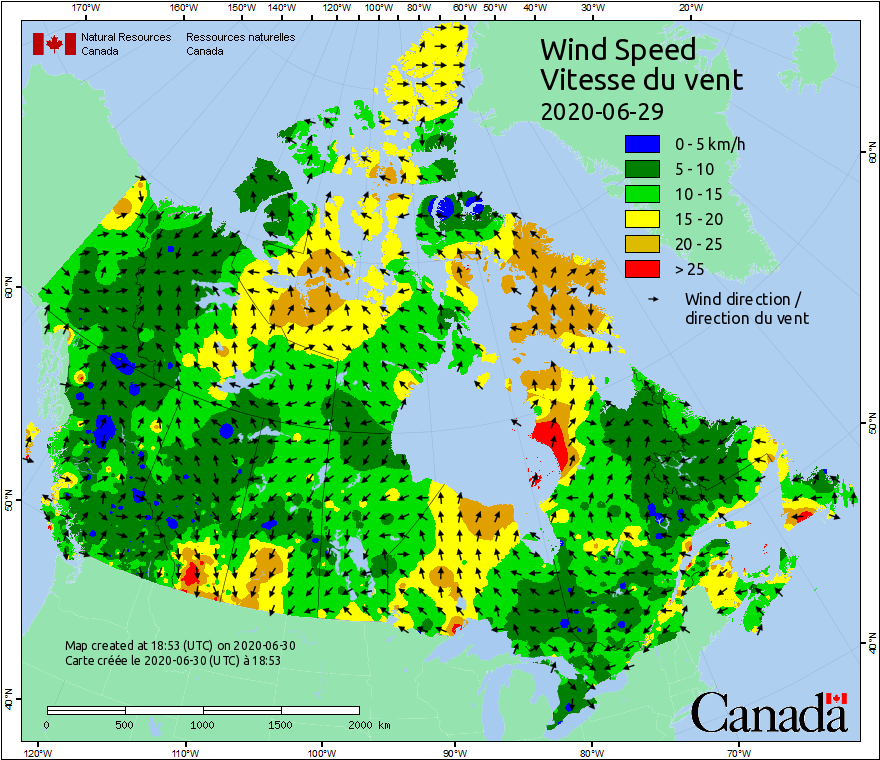 170°W 160°W 150°W 140°W 130°W 120°W 110°W 100°W 90°W 80°W 70°W 60°W 50°W 40°W 30°W 20°W
Natural Resources Ressources naturelles
Canada Canada
Wind Speed
Vitesse du vent
2020-06-29
0 - 5 km/h
5 - 10
10 - 15
15 - 20
20 - 25
> 25
Wind direction /
direction du vent
60°N
60°N
50°N
50°N
40°N
40°N
Map created at 18:53 (UTC) on 2020-06-30
Carte créée le 2020-06-30 (UTC) à 18:53
0 500 1000 1500 2000 km
Canada
120°W 110°W 100°W 90°W 80°W 70°W